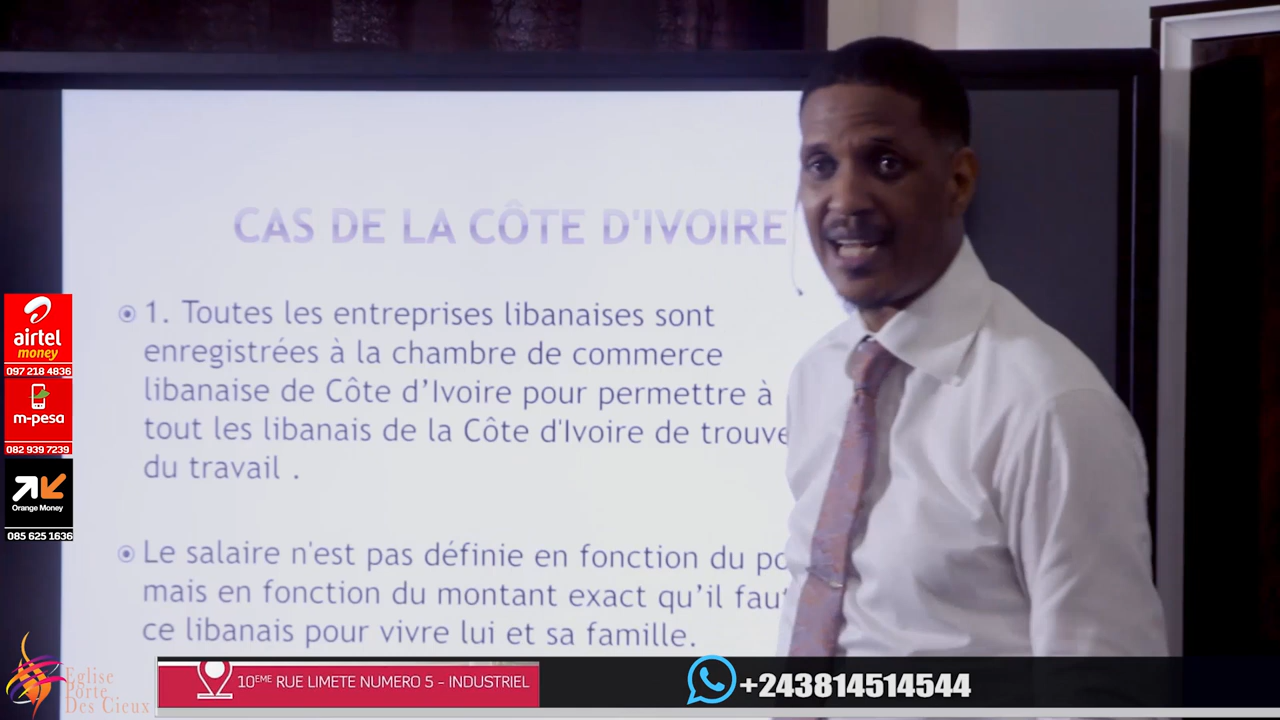 CAS DE LA CÔTE D'IVOIRE
1. Toutes les entreprises libanaises sont
enregistrées à la chambre de commerce
libanaise de Côte d’Ivoire pour permettre à
tout les libanais de la Côte d'Ivoire de trouve
du travail .
Le salaire n'est pas définie en fonction du po
mais en fonction du montant exact qu’il faut
ce libanais pour vivre lui et sa famille.
airtel
money
097 218 4836
m-pesa
082 939 7239
Orange Money
085 625 1636
Eglise
Porte
Des Cieux
10EME RUE LIMETE NUMERO 5 - INDUSTRIEL
+243814514544